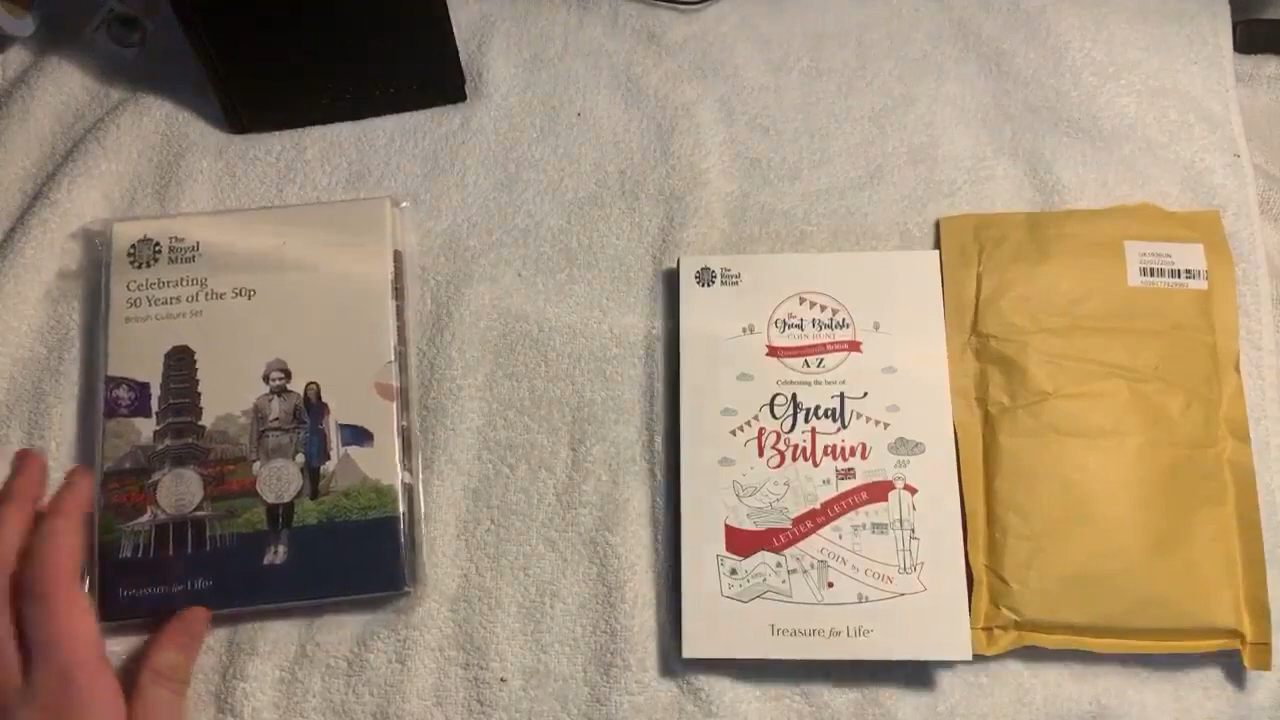 The
Royal
Mint®
Celebrating
50 Years of the 50p
British Culture Set
Treasure for Life®
The
Royal
Mint®
The
Great British
COIN HUNT
Quintessentially British
A-Z
Celebrating the best of
Great
Britain
LETTER by LETTER
COIN by COIN
Treasure for Life®